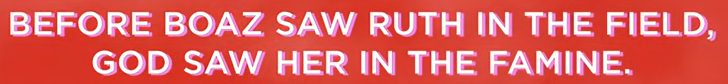 BEFORE BOAZ SAW RUTH IN THE FIELD,
GOD SAW HER IN THE FAMINE.